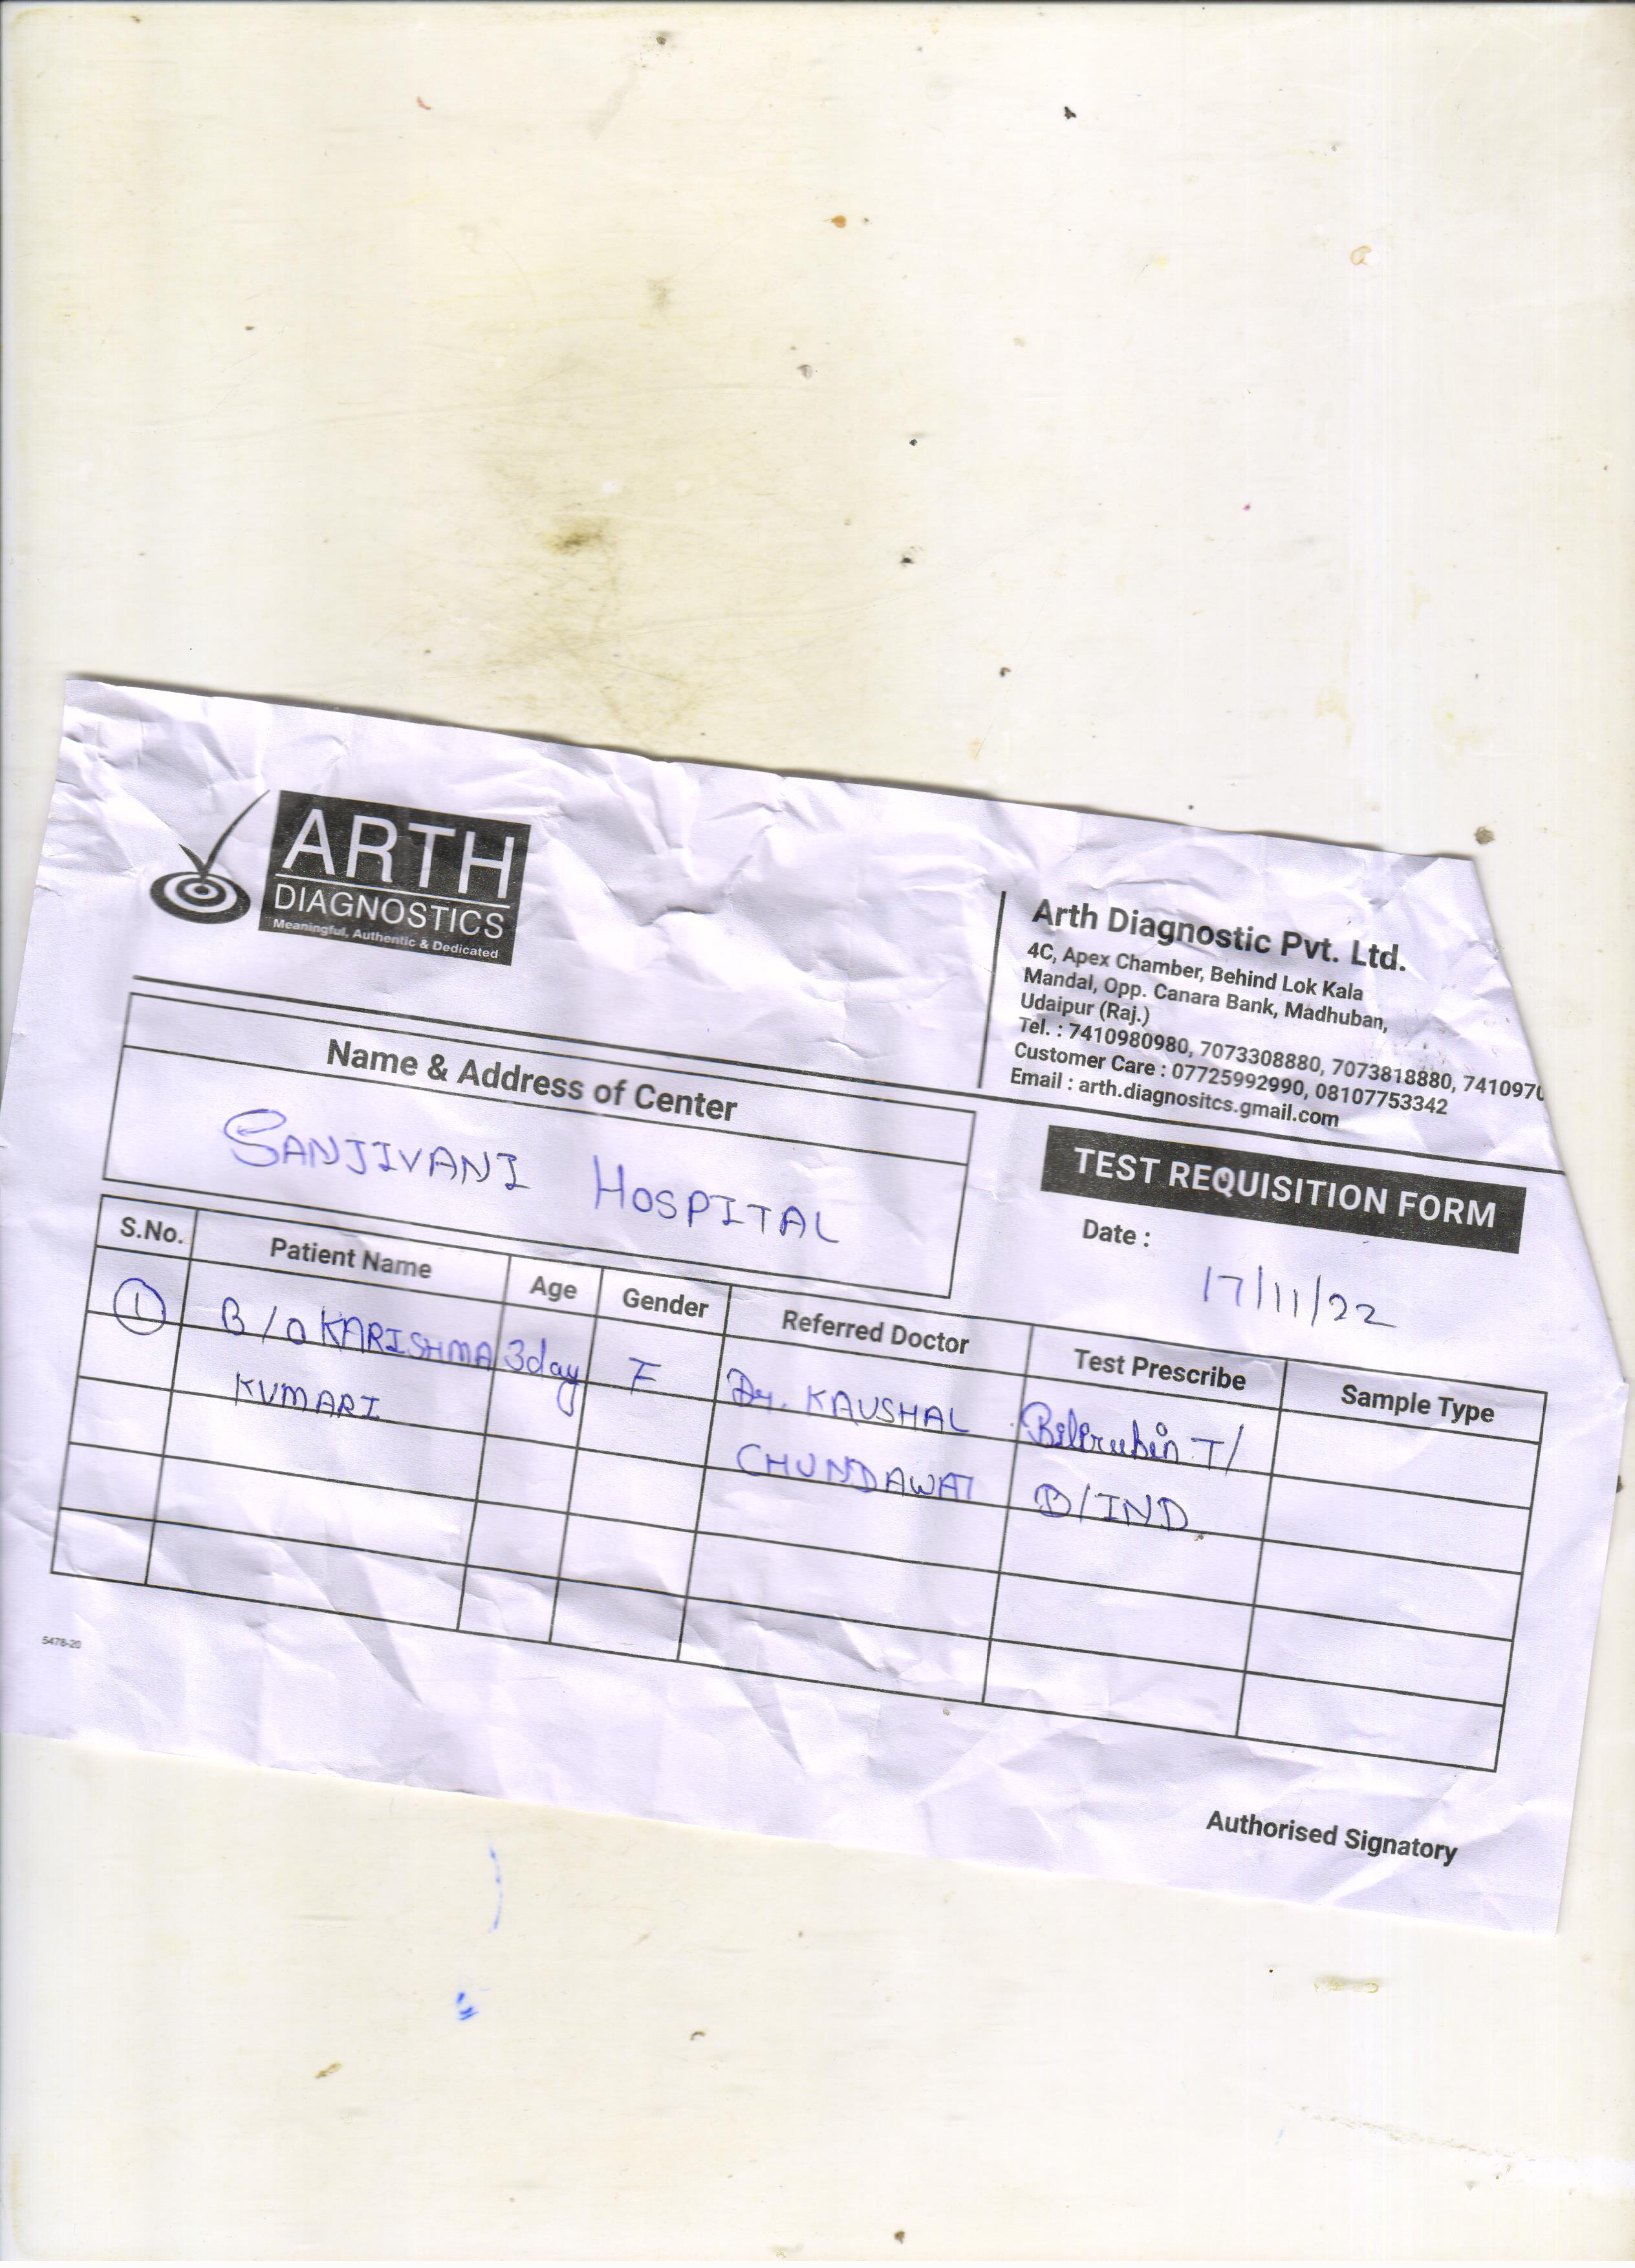 ARTH
DIAGNOSTICS
Meaningful, Authentic & Dedicated
Arth Diagnostic Pvt. Ltd.
4C, Apex Chamber, Behind Lok Kala
Mandal, Opp. Canara Bank, Madhuban,
Udaipur (Raj.)
Tel. : 7410980980, 7073308880, 7073818880, 7410970
Customer Care : 07725992990, 08107753342
Email : arth.diagnositcs.gmail.com
Name & Address of Center
SANJIVANI HOSPITAL
TEST REQUISITION FORM
Date :
17/11/22
S.No. Patient Name Age Gender Referred Doctor Test Prescribe Sample Type
1 B/O KARISHMA 3day F Dr. KAUSHAL Bilirubin T/
KUMARI CHUNDAWAT D/IND
5478-20
Authorised Signatory